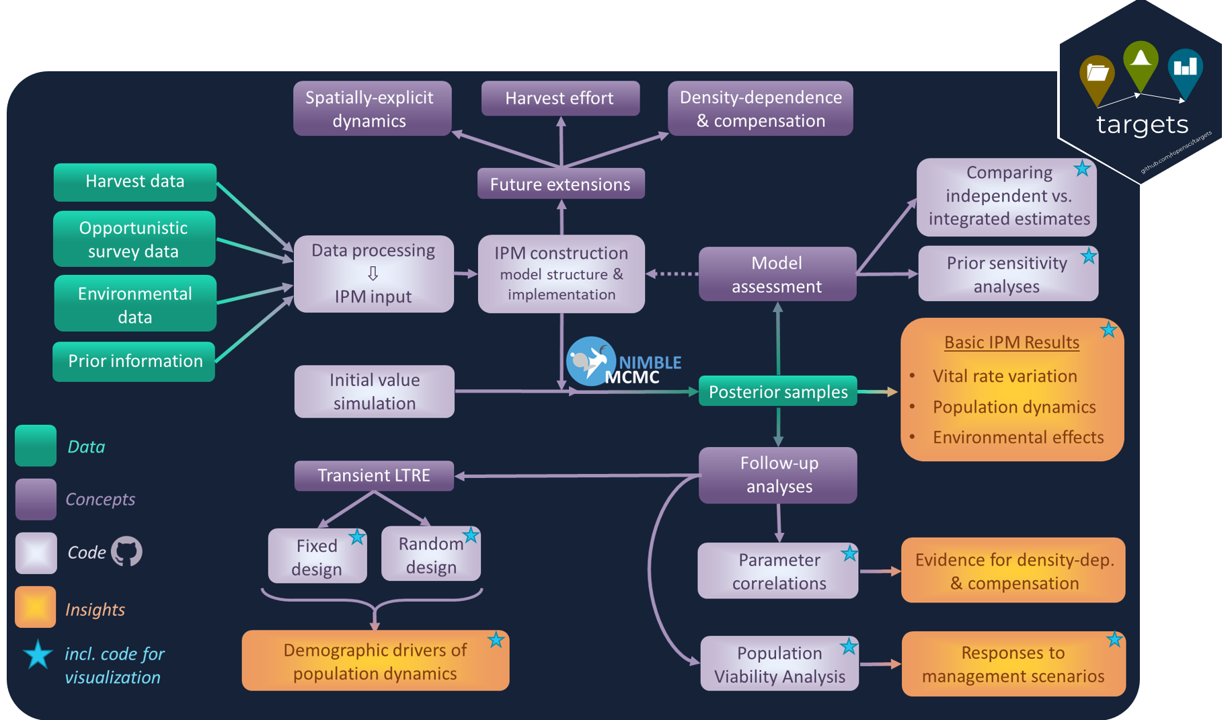 targets
github.com/ropensci/targets
Spatially-explicit
dynamics
Harvest effort
Density-dependence
& compensation
Future extensions
Harvest data
Opportunistic
survey data
Environmental
data
Prior information
Data processing
⇩
IPM input
IPM construction
model structure &
implementation
Model
assessment
Comparing
independent vs.
integrated estimates
Prior sensitivity
analyses
Initial value
simulation
NIMBLE
MCMC
Posterior samples
Basic IPM Results
• Vital rate variation
• Population dynamics
• Environmental effects
Data
Concepts
Code
Insights
incl. code for
visualization
Transient LTRE
Fixed
design
Random
design
Demographic drivers of
population dynamics
Follow-up
analyses
Parameter
correlations
Evidence for density-dep.
& compensation
Population
Viability Analysis
Responses to
management scenarios